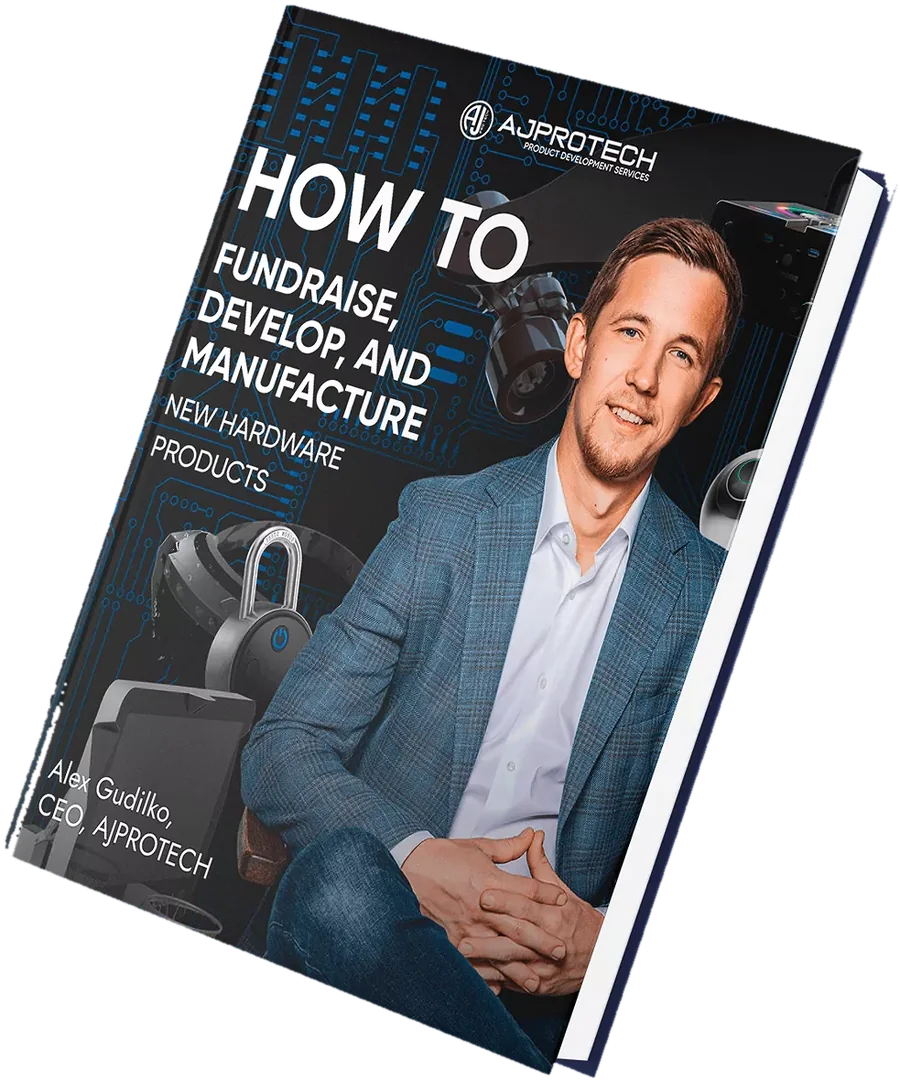 AJPROTECH
PRODUCT DEVELOPMENT SERVICES
HOW TO
FUNDRAISE,
DEVELOP, AND
MANUFACTURE
NEW HARDWARE
PRODUCTS
Alex Gudilko,
CEO, AJPROTECH